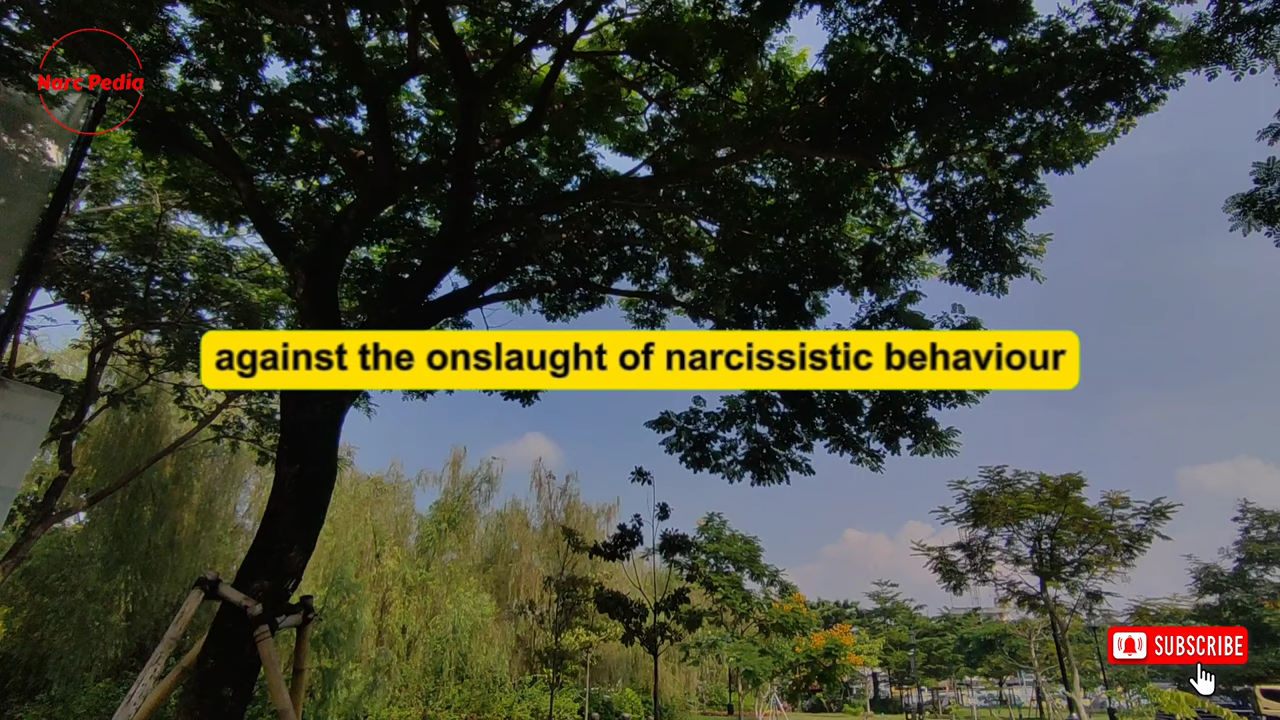 Narc Pedia
against the onslaught of narcissistic behaviour
SUBSCRIBE